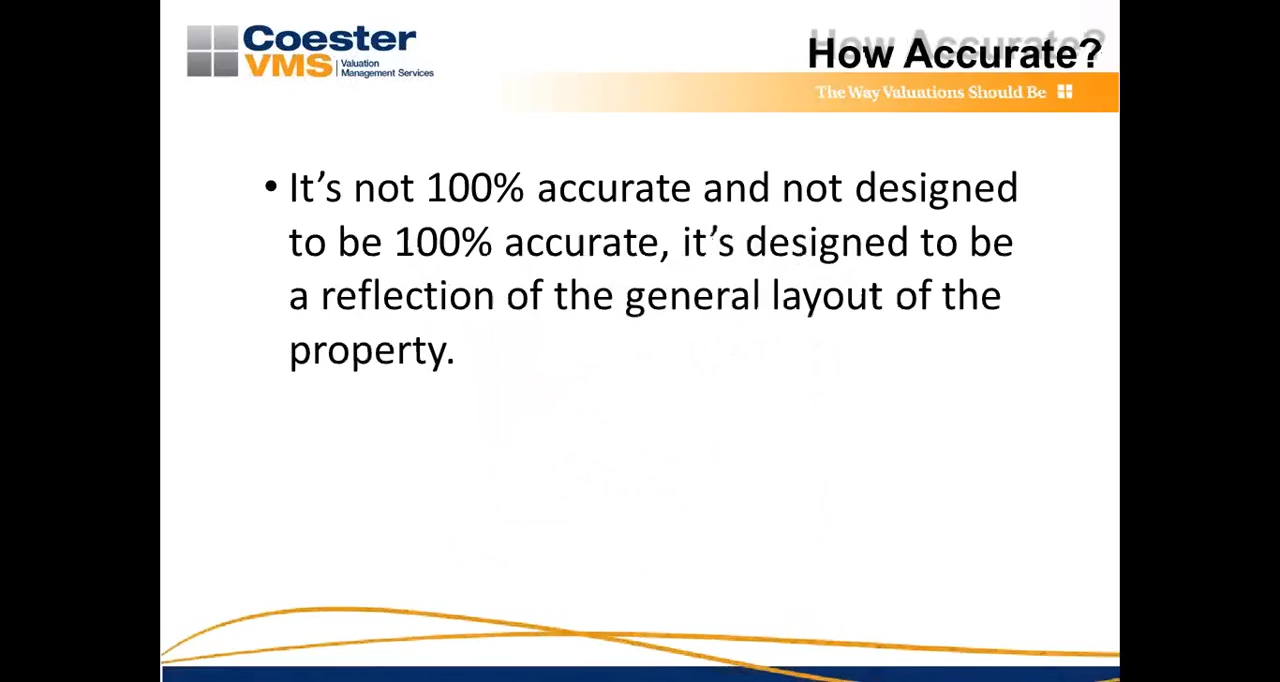 Coester
VMS
Valuation
Management Services
How Accurate?
The Way Valuations Should Be
• It’s not 100% accurate and not designed
to be 100% accurate, it’s designed to be
a reflection of the general layout of the
property.